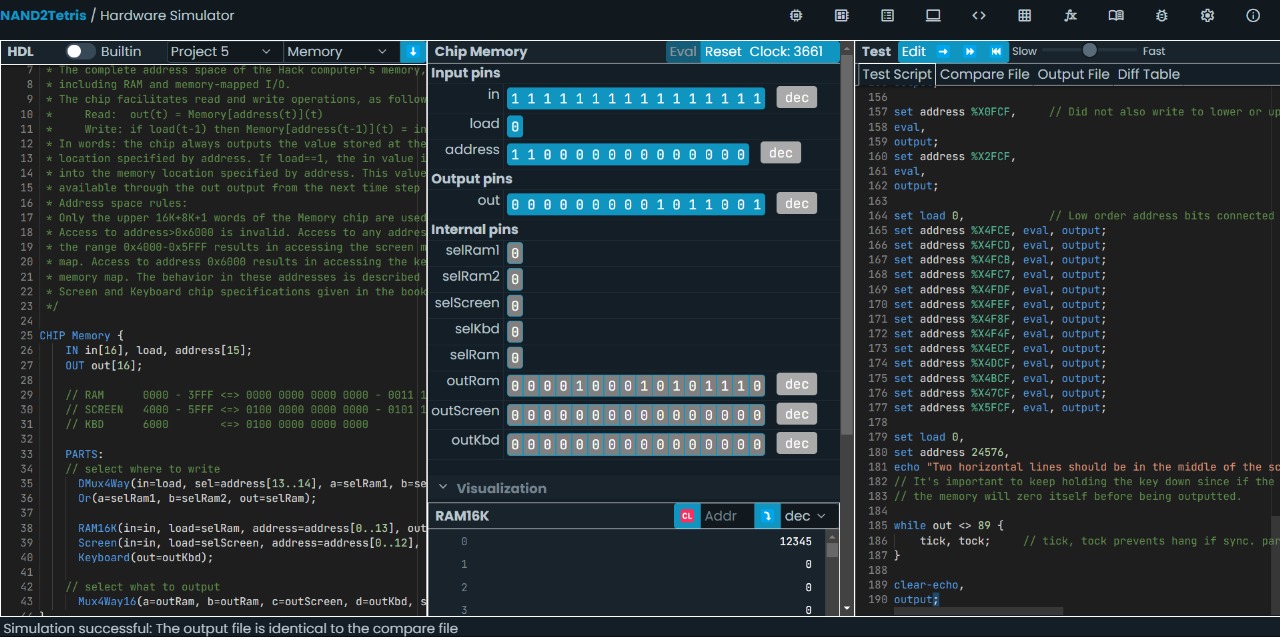 NAND2Tetris / Hardware Simulator
HDL Builtin Project 5 Memory
7 * The complete address space of the Hack computer's memory,
8 * including RAM and memory-mapped I/O.
9 * The chip facilitates read and write operations, as follow
10 * Read: out(t) = Memory[address(t)](t)
11 * Write: if load(t-1) then Memory[address(t-1)](t) = in
12 * In words: the chip always outputs the value stored at the
13 * location specified by address. If load==1, the in value i
14 * into the memory location specified by address. This value
15 * available through the out output from the next time step
16 * Address space rules:
17 * Only the upper 16K+8K+1 words of the Memory chip are used
18 * Access to address>0x6000 is invalid. Access to any addres
19 * the range 0x4000-0x5FFF results in accessing the screen m
20 * map. Access to address 0x6000 results in accessing the ke
21 * memory map. The behavior in these addresses is described
22 * Screen and Keyboard chip specifications given in the book
23 */
24
25 CHIP Memory {
26 IN in[16], load, address[15];
27 OUT out[16];
28
29 // RAM 0000 - 3FFF <=> 0000 0000 0000 0000 - 0011 1
30 // SCREEN 4000 - 5FFF <=> 0100 0000 0000 0000 - 0101 1
31 // KBD 6000 <=> 0100 0000 0000 0000
32
33 PARTS:
34 // select where to write
35 DMux4Way(in=load, sel=address[13..14], a=selRam1, b=se
36 Or(a=selRam1, b=selRam2, out=selRam);
37
38 RAM16K(in=in, load=selRam, address=address[0..13], out
39 Screen(in=in, load=selScreen, address=address[0..12],
40 Keyboard(out=outKbd);
41
42 // select what to output
43 Mux4Way16(a=outRam, b=outRam, c=outScreen, d=outKbd, s
Chip Memory Eval Reset Clock: 3661
Input pins
in 1 1 1 1 1 1 1 1 1 1 1 1 1 1 1 1 dec
load 0
address 1 1 0 0 0 0 0 0 0 0 0 0 0 0 0 dec
Output pins
out 0 0 0 0 0 0 0 0 0 1 0 1 1 0 0 1 dec
Internal pins
selRam1 0
selRam2 0
selScreen 0
selKbd 0
selRam 0
outRam 0 0 0 0 1 0 0 0 1 0 1 0 1 1 1 0 dec
outScreen 0 0 0 0 0 0 0 0 0 0 0 0 0 0 0 0 dec
outKbd 0 0 0 0 0 0 0 0 0 0 0 0 0 0 0 0 dec
Visualization
RAM16K CL Addr dec
0 12345
1 0
2 0
3 0
Test Edit Slow Fast
Test Script Compare File Output File Diff Table
156
157 set address %X0FCF, // Did not also write to lower or up
158 eval,
159 output;
160 set address %X2FCF,
161 eval,
162 output;
163
164 set load 0, // Low order address bits connected
165 set address %X4FCE, eval, output;
166 set address %X4FCD, eval, output;
167 set address %X4FCB, eval, output;
168 set address %X4FC7, eval, output;
169 set address %X4FDF, eval, output;
170 set address %X4FEF, eval, output;
171 set address %X4F8F, eval, output;
172 set address %X4F4F, eval, output;
173 set address %X4ECF, eval, output;
174 set address %X4DCF, eval, output;
175 set address %X4BCF, eval, output;
176 set address %X47CF, eval, output;
177 set address %X5FCF, eval, output;
178
179 set load 0,
180 set address 24576,
181 echo "Two horizontal lines should be in the middle of the sc
182 // It's important to keep holding the key down since if the
183 // the memory will zero itself before being outputted.
184
185 while out <> 89 {
186 tick, tock; // tick, tock prevents hang if sync. par
187 }
188
189 clear-echo,
190 output;
Simulation successful: The output file is identical to the compare file